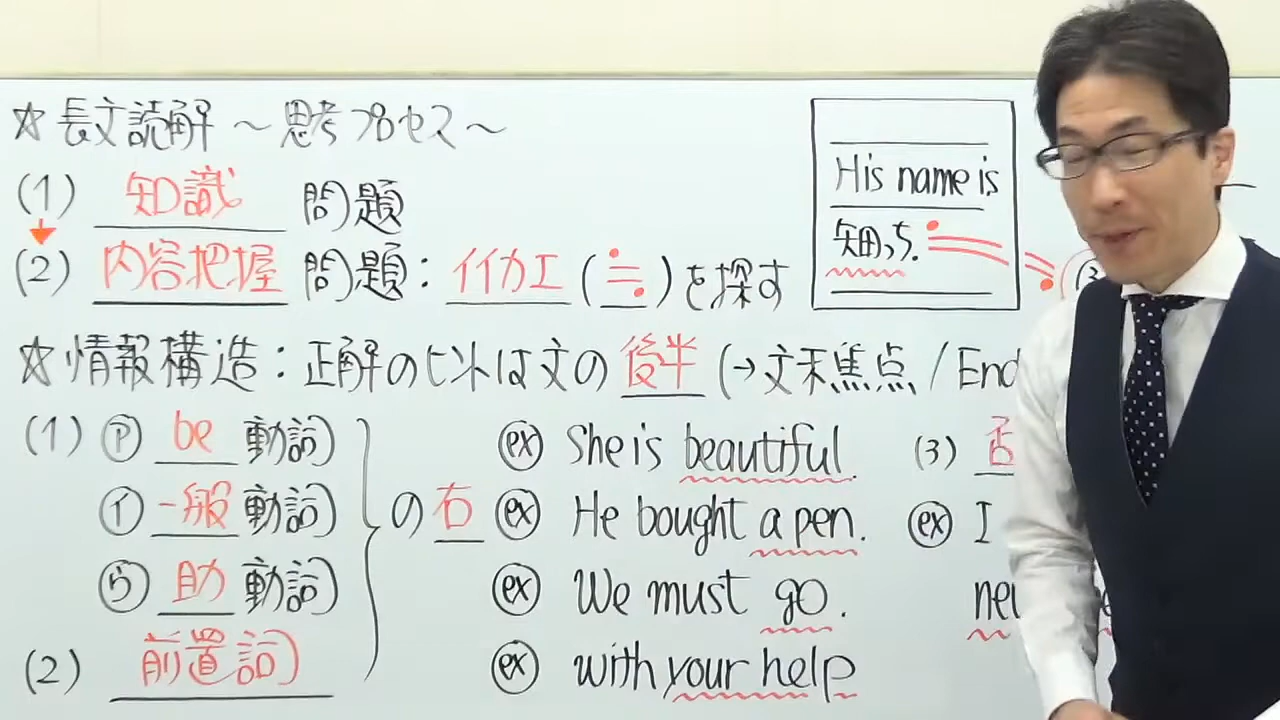 ☆長文読解 ～思考プロセス～
(1) 知識 問題
(2) 内容把握 問題：イイカエ(≒)を探す
His name is
知田っち.
☆情報構造：正解のヒントは文の後半(→文末焦点 / End
(1) ㋐ be 動詞
㋑ 一般 動詞
㋒ 助 動詞
(2) 前置詞
の右
ex She is beautiful.
ex He bought a pen.
ex We must go.
ex with your help
(3) 否
ex I